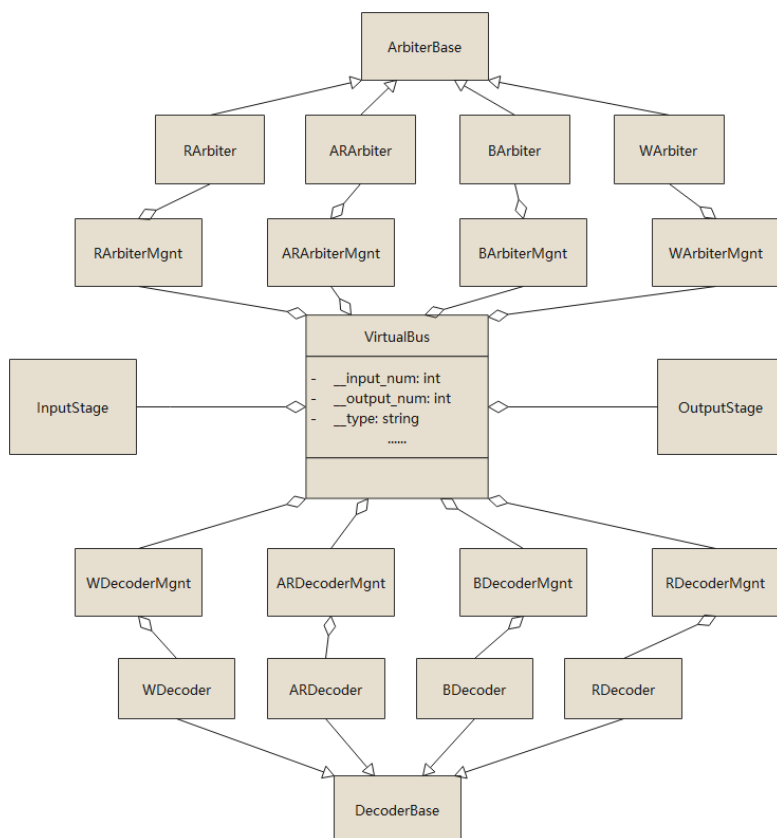 ArbiterBase
RArbiter
ARArbiter
BArbiter
WArbiter
RArbiterMgnt
ARArbiterMgnt
BArbiterMgnt
WArbiterMgnt
VirtualBus
- __input_num: int
- __output_num: int
- __type: string
......
InputStage
OutputStage
WDecoderMgnt
ARDecoderMgnt
BDecoderMgnt
RDecoderMgnt
WDecoder
ARDecoder
BDecoder
RDecoder
DecoderBase